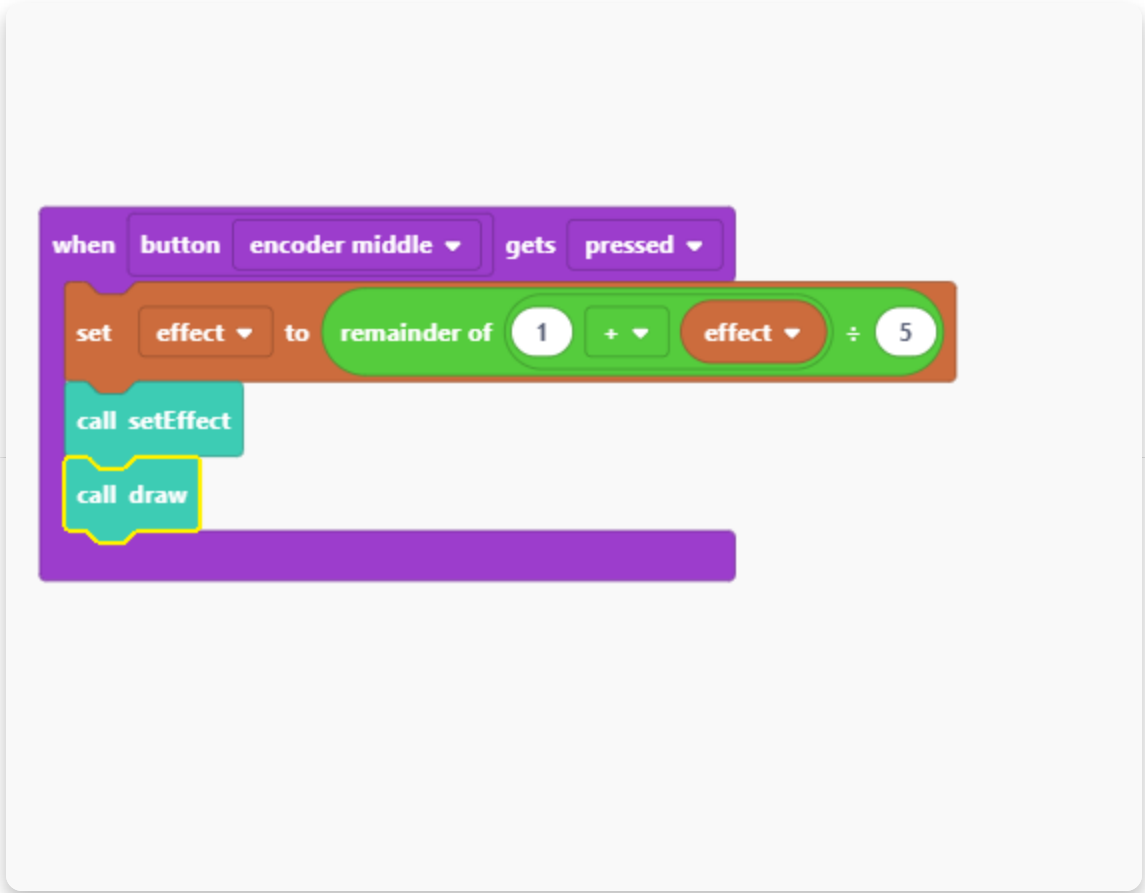 when button encoder middle gets pressed
set effect to remainder of 1 + effect ÷ 5
call setEffect
call draw